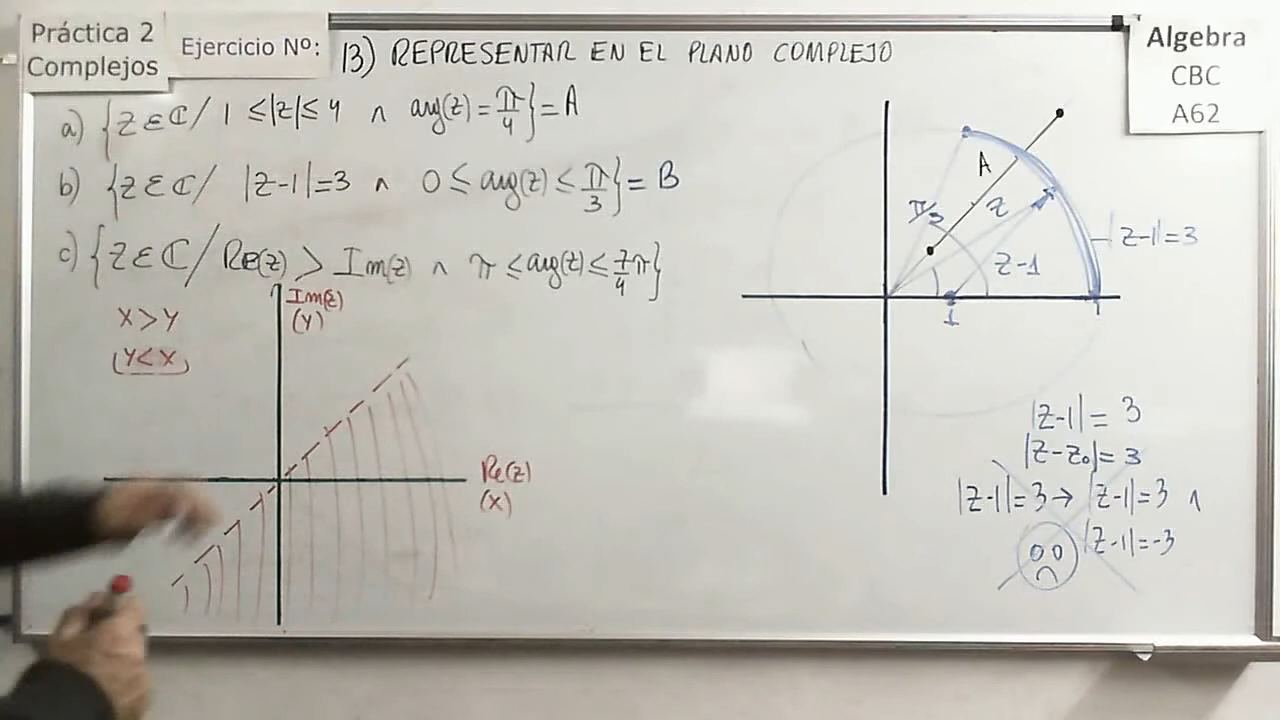 Práctica 2
Complejos
Ejercicio Nº:
13) REPRESENTAR EN EL PLANO COMPLEJO
Algebra
CBC
A62
a) {z ∈ ℂ / 1 ≤ |z| ≤ 4 ∧ arg(z) = π/4} = A
b) {z ∈ ℂ / |z-1| = 3 ∧ 0 ≤ arg(z) ≤ π/3} = B
c) {z ∈ ℂ / Re(z) > Im(z) ∧ π ≤ arg(z) ≤ 7/4 π}
X > Y
Y < X
Im(z)
(Y)
Re(z)
(X)
A
π/3
z
z-1
|z-1| = 3
1
|z-1| = 3
|z-z₀| = 3
|z-1| = 3 → |z-1| = 3 ∧
|z-1| = -3